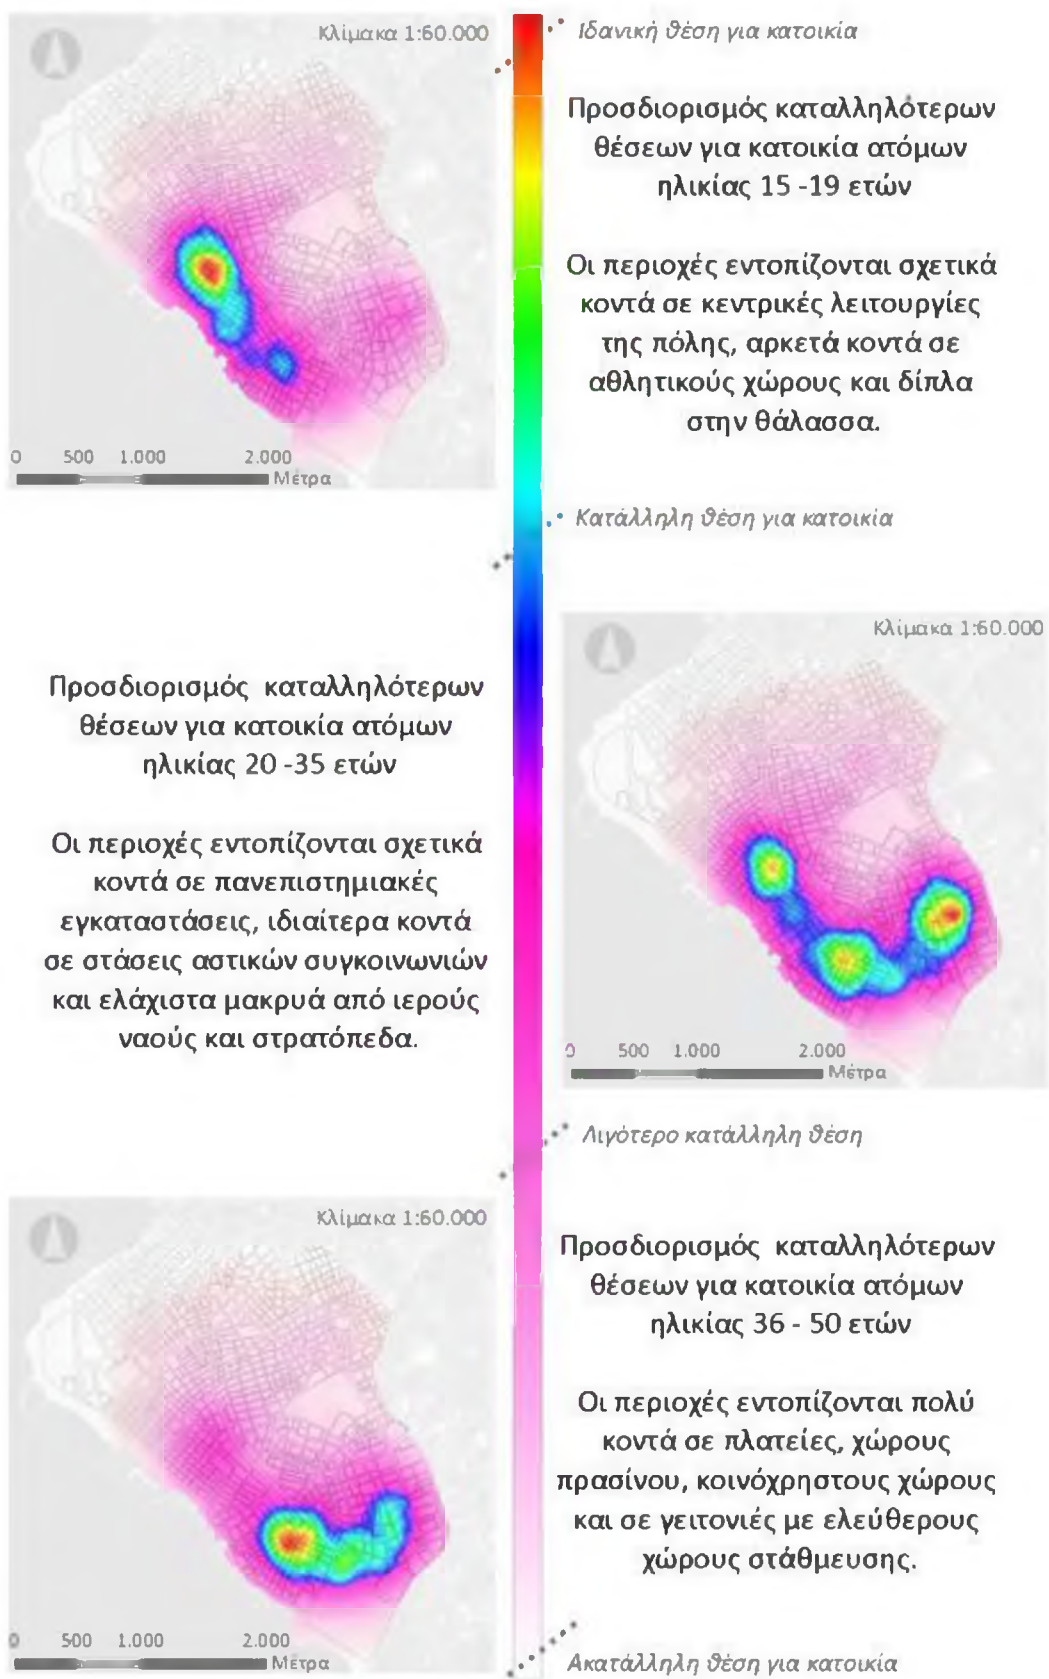 Κλίμακα 1:60.000
Ιδανική θέση για κατοικία
Προσδιορισμός καταλληλότερων
θέσεων για κατοικία ατόμων
ηλικίας 15 -19 ετών
Οι περιοχές εντοπίζονται σχετικά
κοντά σε κεντρικές λειτουργίες
της πόλης, αρκετά κοντά σε
αθλητικούς χώρους και δίπλα
στην θάλασσα.
0 500 1.000 2.000
Μέτρα
Κατάλληλη θέση για κατοικία
Κλίμακα 1:60.000
Προσδιορισμός καταλληλότερων
θέσεων για κατοικία ατόμων
ηλικίας 20 -35 ετών
Οι περιοχές εντοπίζονται σχετικά
κοντά σε πανεπιστημιακές
εγκαταστάσεις, ιδιαίτερα κοντά
σε στάσεις αστικών συγκοινωνιών
και ελάχιστα μακρυά από ιερούς
ναούς και στρατόπεδα.
0 500 1.000 2.000
Μέτρα
Λιγότερο κατάλληλη θέση
Κλίμακα 1:60.000
Προσδιορισμός καταλληλότερων
θέσεων για κατοικία ατόμων
ηλικίας 36 - 50 ετών
Οι περιοχές εντοπίζονται πολύ
κοντά σε πλατείες, χώρους
πρασίνου, κοινόχρηστους χώρους
και σε γειτονιές με ελεύθερους
χώρους στάθμευσης.
0 500 1.000 2.000
Μέτρα
Ακατάλληλη θέση για κατοικία